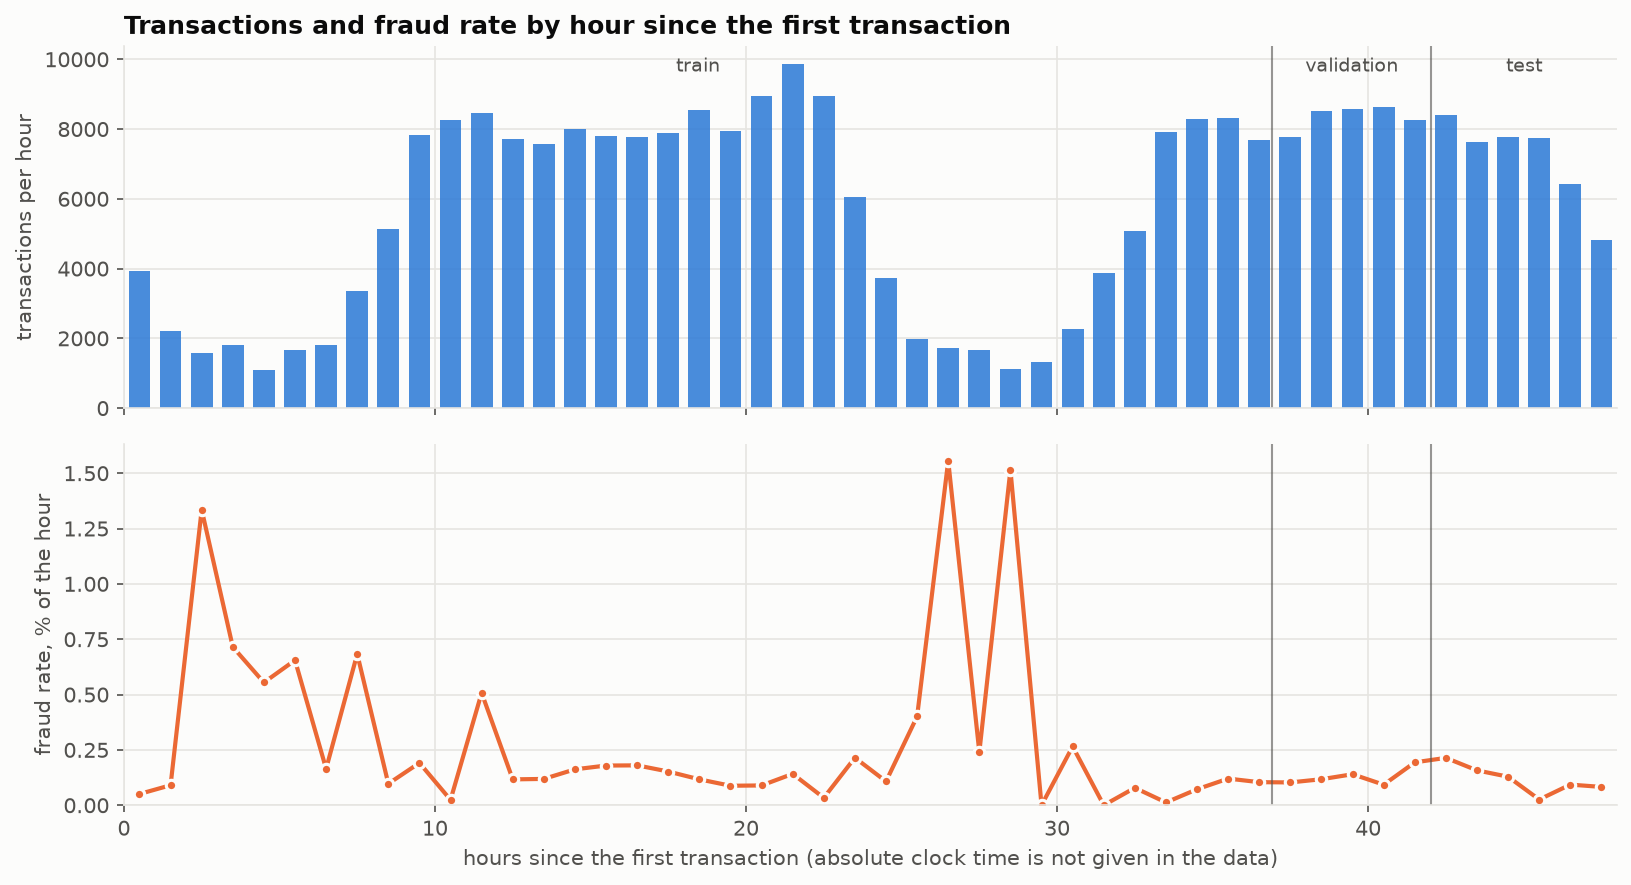 Transactions and fraud rate by hour since the first transaction
transactions per hour
10000
8000
6000
4000
2000
0
train
validation
test
fraud rate, % of the hour
1.50
1.25
1.00
0.75
0.50
0.25
0.00
0
10
20
30
40
hours since the first transaction (absolute clock time is not given in the data)